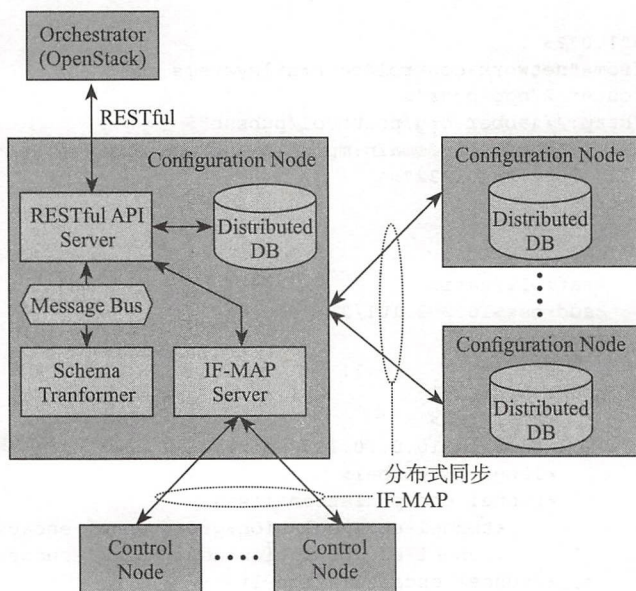 Orchestrator
(OpenStack)
RESTful
Configuration Node
RESTful API
Server
Distributed
DB
Message Bus
Schema
Tranformer
IF-MAP
Server
Configuration Node
Distributed
DB
Configuration Node
Distributed
DB
分布式同步
IF-MAP
Control
Node
Control
Node